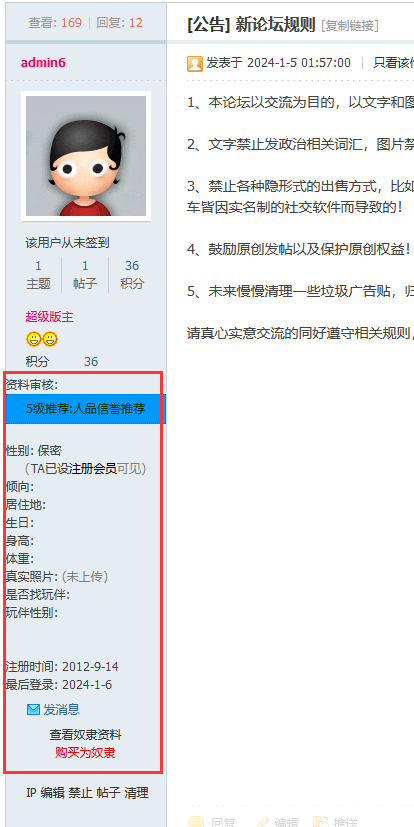 查看: 169 | 回复: 12
[公告] 新论坛规则 [复制链接]
admin6
发表于 2024-1-5 01:57:00 | 只看该
1、本论坛以交流为目的，以文字和
2、文字禁止发政治相关词汇，图片禁
3、禁止各种隐形式的出售方式，比如
车皆因实名制的社交软件而导致的！
4、鼓励原创发帖以及保护原创权益！
5、未来慢慢清理一些垃圾广告贴，归
请真心实意交流的同好遵守相关规则，
该用户从未签到
1 1 36
主题 帖子 积分
超级版主
积分 36
资料审核:
5级推荐:人品信誉推荐
性别: 保密
（TA已设注册会员可见）
倾向:
居住地:
生日:
身高:
体重:
真实照片: (未上传)
是否找玩伴:
玩伴性别:
注册时间: 2012-9-14
最后登录: 2024-1-6
发消息
查看奴隶资料
购买为奴隶
IP 编辑 禁止 帖子 清理
回复 编辑 推送